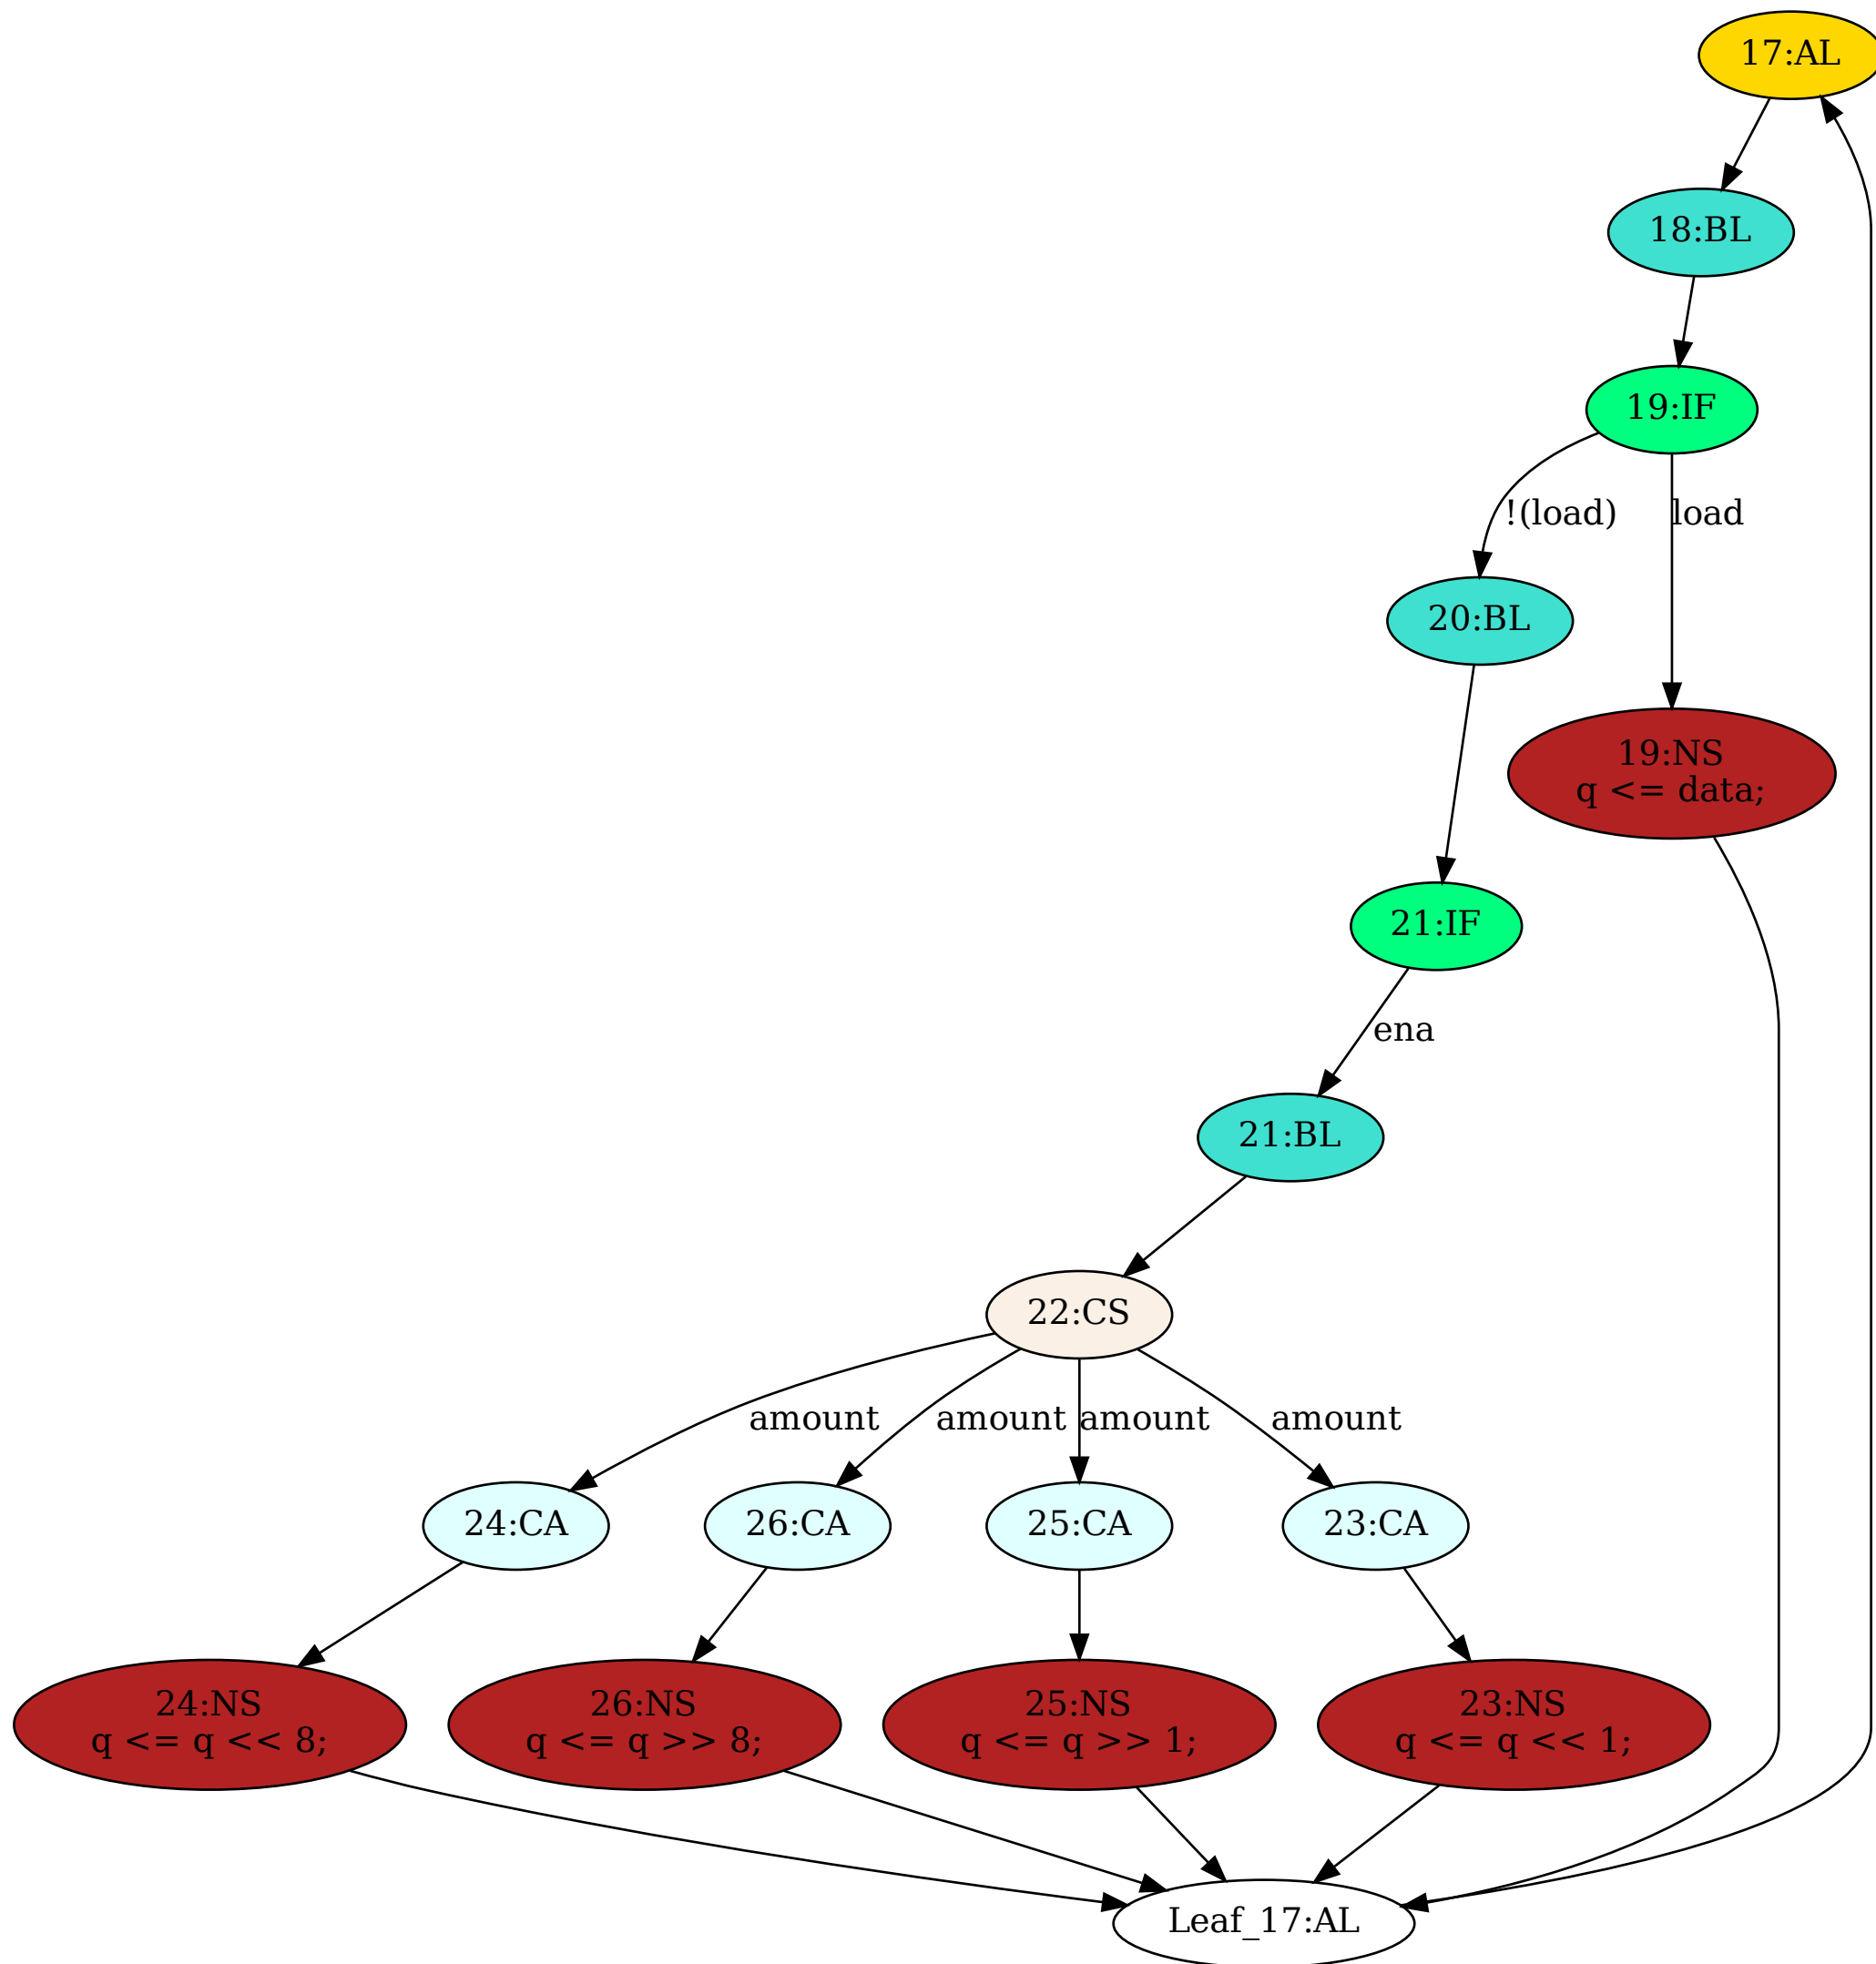 17:AL
18:BL
19:IF
!(load)
load
20:BL
19:NS
q <= data;
21:IF
ena
21:BL
22:CS
amount
amount
amount
amount
24:CA
26:CA
25:CA
23:CA
24:NS
q <= q << 8;
26:NS
q <= q >> 8;
25:NS
q <= q >> 1;
23:NS
q <= q << 1;
Leaf_17:AL